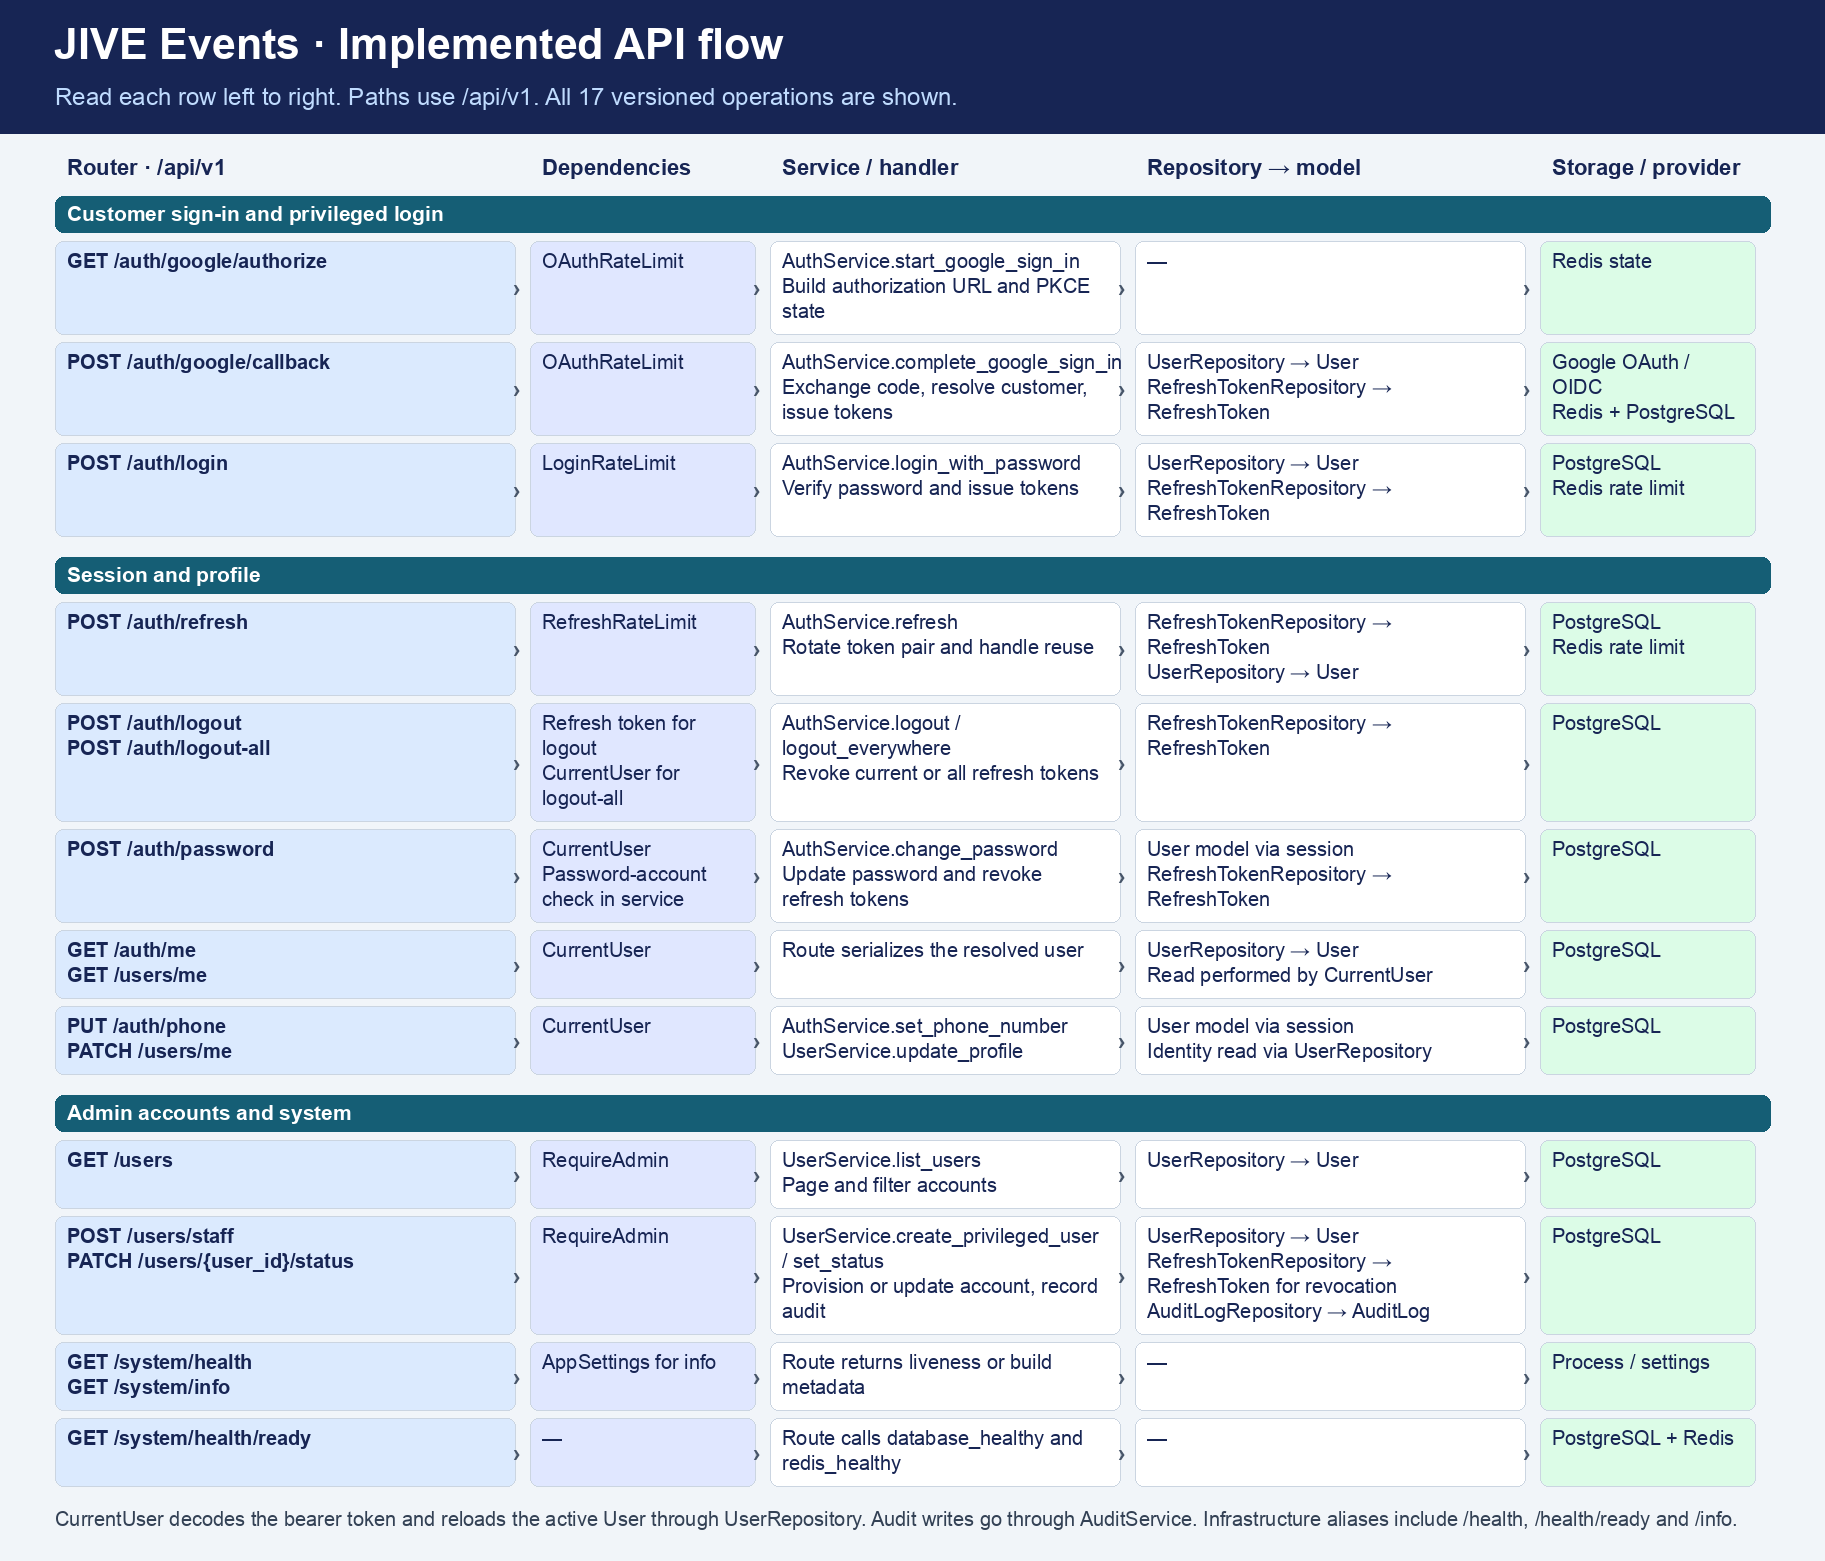 JIVE Events · Implemented API flow
Read each row left to right. Paths use /api/v1. All 17 versioned operations are shown.
Router · /api/v1
Dependencies
Service / handler
Repository → model
Storage / provider
Customer sign-in and privileged login
GET /auth/google/authorize
›
OAuthRateLimit
›
AuthService.start_google_sign_in
Build authorization URL and PKCE
state
›
—
›
Redis state
POST /auth/google/callback
›
OAuthRateLimit
›
AuthService.complete_google_sign_in
Exchange code, resolve customer,
issue tokens
›
UserRepository → User
RefreshTokenRepository →
RefreshToken
›
Google OAuth /
OIDC
Redis + PostgreSQL
POST /auth/login
›
LoginRateLimit
›
AuthService.login_with_password
Verify password and issue tokens
›
UserRepository → User
RefreshTokenRepository →
RefreshToken
›
PostgreSQL
Redis rate limit
Session and profile
POST /auth/refresh
›
RefreshRateLimit
›
AuthService.refresh
Rotate token pair and handle reuse
›
RefreshTokenRepository →
RefreshToken
UserRepository → User
›
PostgreSQL
Redis rate limit
POST /auth/logout
POST /auth/logout-all
›
Refresh token for
logout
CurrentUser for
logout-all
›
AuthService.logout /
logout_everywhere
Revoke current or all refresh tokens
›
RefreshTokenRepository →
RefreshToken
›
PostgreSQL
POST /auth/password
›
CurrentUser
Password-account
check in service
›
AuthService.change_password
Update password and revoke
refresh tokens
›
User model via session
RefreshTokenRepository →
RefreshToken
›
PostgreSQL
GET /auth/me
GET /users/me
›
CurrentUser
›
Route serializes the resolved user
›
UserRepository → User
Read performed by CurrentUser
›
PostgreSQL
PUT /auth/phone
PATCH /users/me
›
CurrentUser
›
AuthService.set_phone_number
UserService.update_profile
›
User model via session
Identity read via UserRepository
›
PostgreSQL
Admin accounts and system
GET /users
›
RequireAdmin
›
UserService.list_users
Page and filter accounts
›
UserRepository → User
›
PostgreSQL
POST /users/staff
PATCH /users/{user_id}/status
›
RequireAdmin
›
UserService.create_privileged_user
/ set_status
Provision or update account, record
audit
›
UserRepository → User
RefreshTokenRepository →
RefreshToken for revocation
AuditLogRepository → AuditLog
›
PostgreSQL
GET /system/health
GET /system/info
›
AppSettings for info
›
Route returns liveness or build
metadata
›
—
›
Process / settings
GET /system/health/ready
›
—
›
Route calls database_healthy and
redis_healthy
›
—
›
PostgreSQL + Redis
CurrentUser decodes the bearer token and reloads the active User through UserRepository. Audit writes go through AuditService. Infrastructure aliases include /health, /health/ready and /info.